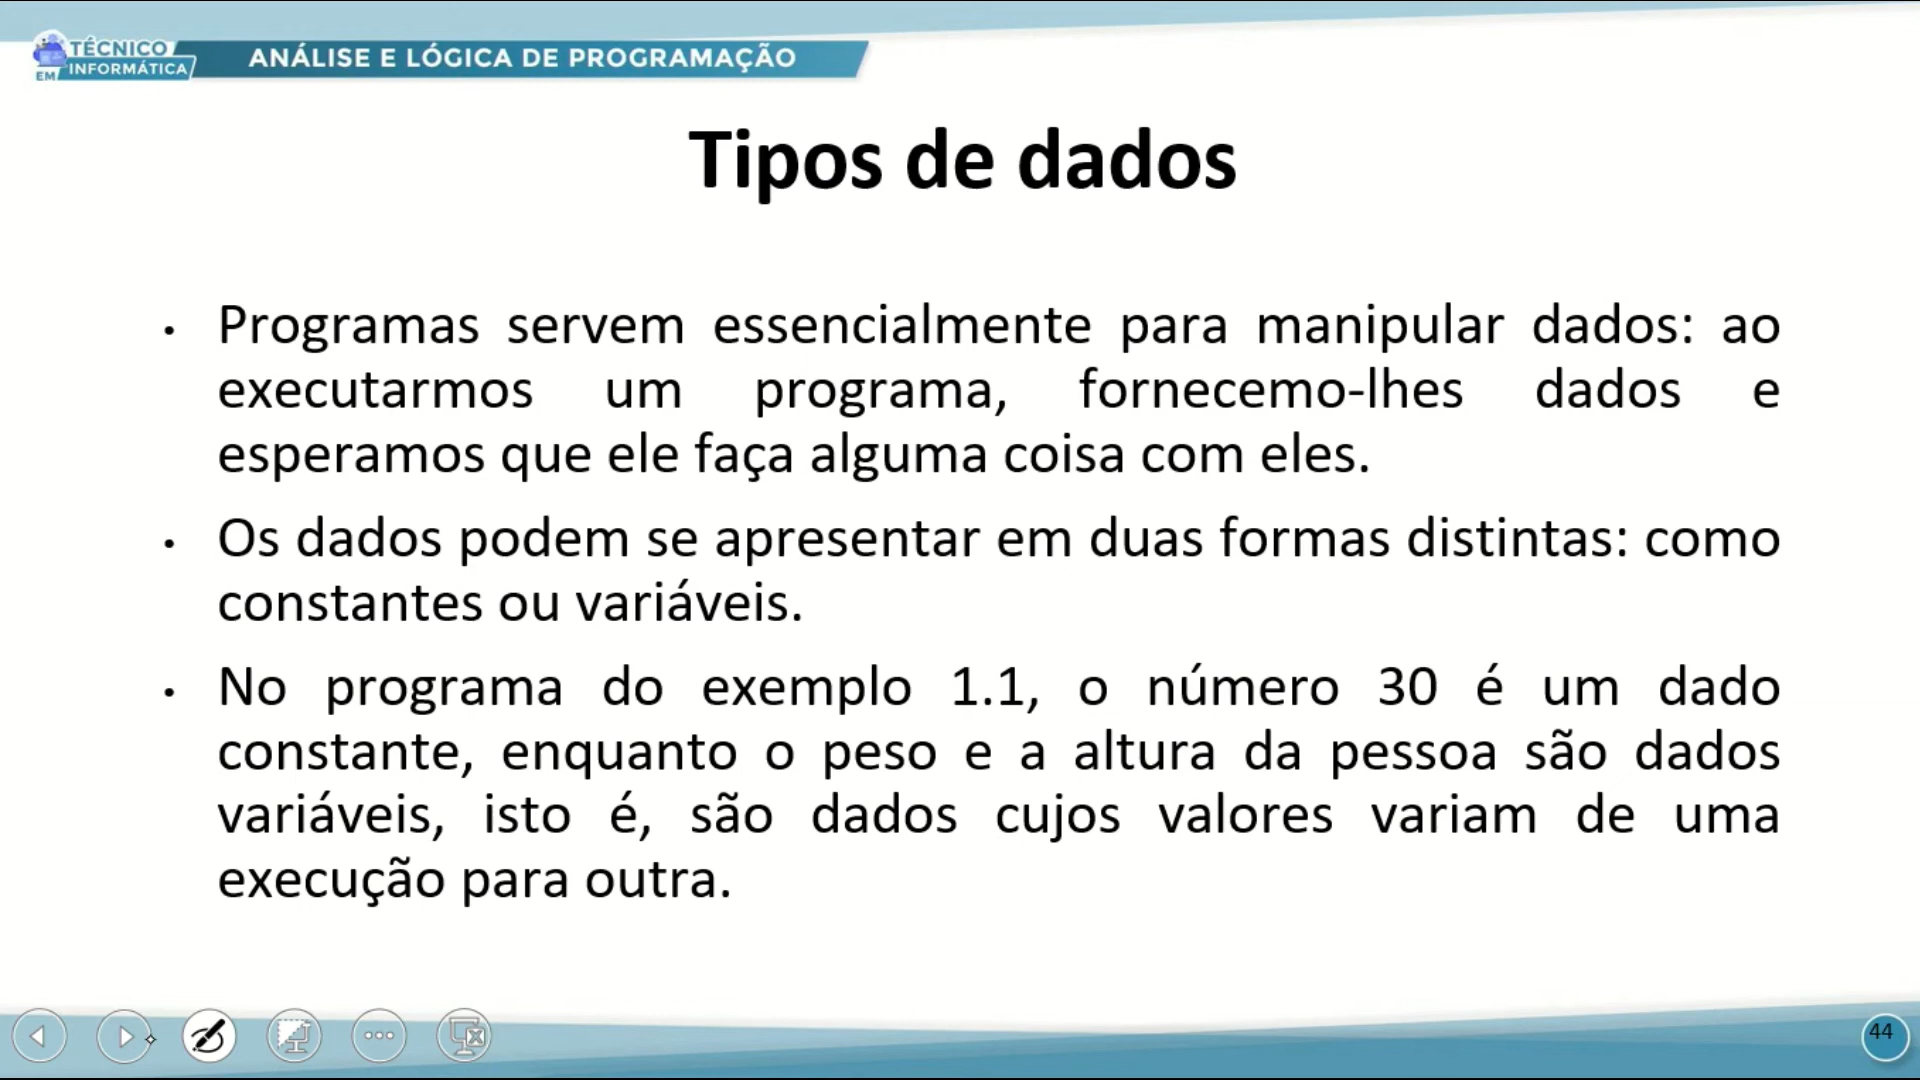 TÉCNICO
EM INFORMÁTICA
ANÁLISE E LÓGICA DE PROGRAMAÇÃO
Tipos de dados
• Programas servem essencialmente para manipular dados: ao
executarmos um programa, fornecemo-lhes dados e
esperamos que ele faça alguma coisa com eles.
• Os dados podem se apresentar em duas formas distintas: como
constantes ou variáveis.
• No programa do exemplo 1.1, o número 30 é um dado
constante, enquanto o peso e a altura da pessoa são dados
variáveis, isto é, são dados cujos valores variam de uma
execução para outra.
44